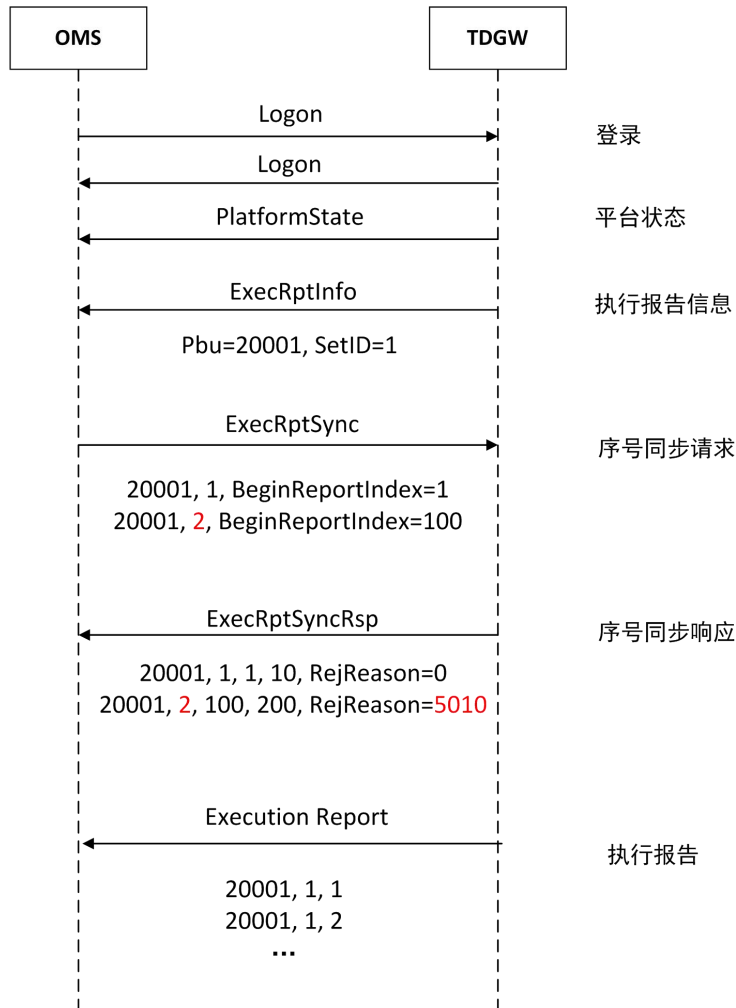 OMS
TDGW
Logon
登录
Logon
PlatformState
平台状态
ExecRptInfo
执行报告信息
Pbu=20001, SetID=1
ExecRptSync
序号同步请求
20001, 1, BeginReportIndex=1
20001, 2, BeginReportIndex=100
ExecRptSyncRsp
序号同步响应
20001, 1, 1, 10, RejReason=0
20001, 2, 100, 200, RejReason=5010
Execution Report
执行报告
20001, 1, 1
20001, 1, 2
...